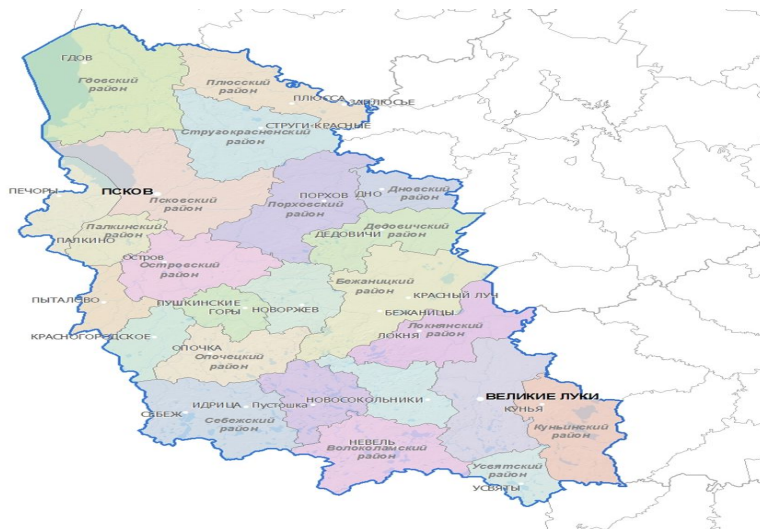 ГДОВ
Гдовский
район
Плюсский
район
ПЛЮССА
ЗАПЛЮСЬЕ
СТРУГИ КРАСНЫЕ
Стругокрасненский
район
ПЕЧОРЫ
ПСКОВ
Псковский
район
ПОРХОВ
Порховский
район
ДНО
Дновский
район
Палкинский
район
ПАЛКИНО
Дедовичский
район
ДЕДОВИЧИ
Остров
Островский
район
Бежаницкий
район
КРАСНЫЙ ЛУЧ
БЕЖАНИЦЫ
ПЫТАЛОВО
ПУШКИНСКИЕ
ГОРЫ
НОВОРЖЕВ
Локнянский
район
ЛОКНЯ
КРАСНОГОРОДСКОЕ
ОПОЧКА
Опочецкий
район
СЕБЕЖ
ИДРИЦА
Пустошка
НОВОСОКОЛЬНИКИ
ВЕЛИКИЕ ЛУКИ
КУНЬЯ
Себежский
район
Куньинский
район
НЕВЕЛЬ
Волоколамский
район
Усвятский
район
УСВЯТЫ